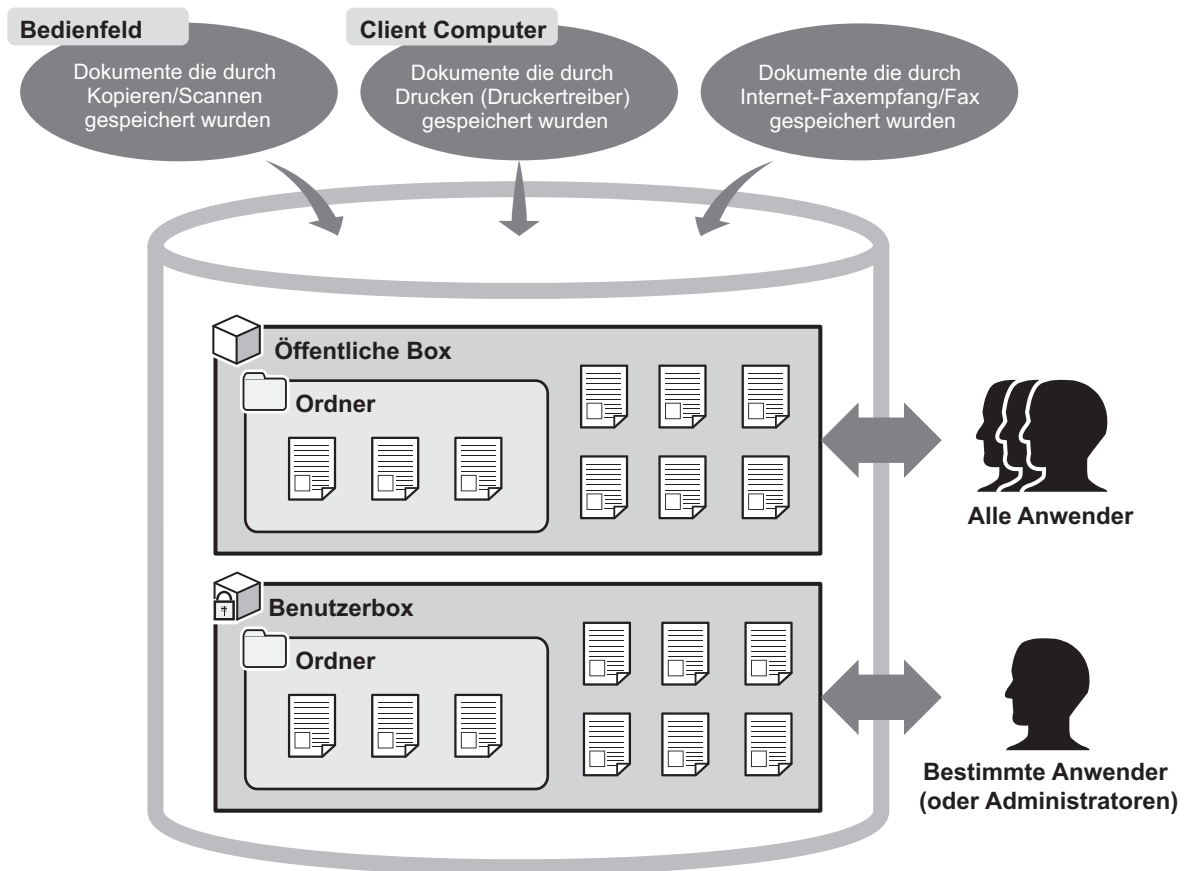 Bedienfeld
Dokumente die durch
Kopieren/Scannen
gespeichert wurden
Client Computer
Dokumente die durch
Drucken (Druckertreiber)
gespeichert wurden
Dokumente die durch
Internet-Faxempfang/Fax
gespeichert wurden
Öffentliche Box
Ordner
Alle Anwender
Benutzerbox
Ordner
Bestimmte Anwender
(oder Administratoren)